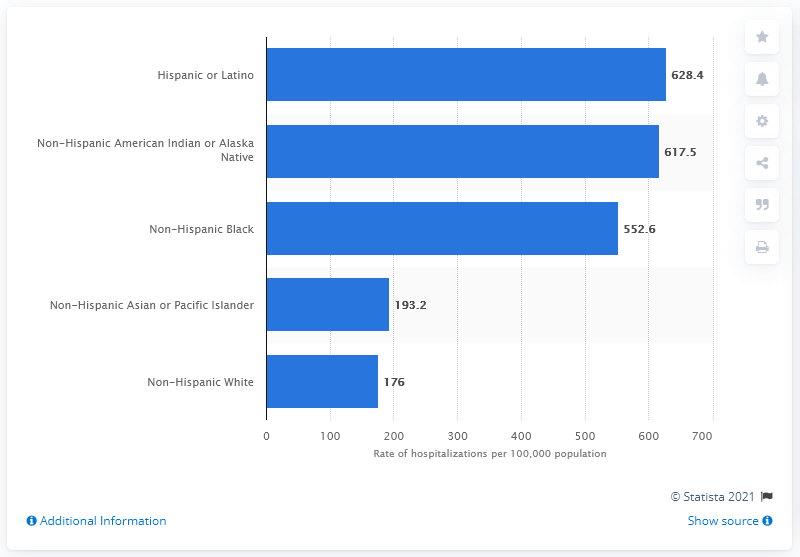 Hispanic or Latino
628.4
Non-Hispanic American Indian or Alaska
Native
617.5
Non-Hispanic Black
552.6
Non-Hispanic Asian or Pacific Islander
193.2
Non-Hispanic White
176
0 100 200 300 400 500 600 700
Rate of hospitalizations per 100,000 population
© Statista 2021
Additional Information
Show source